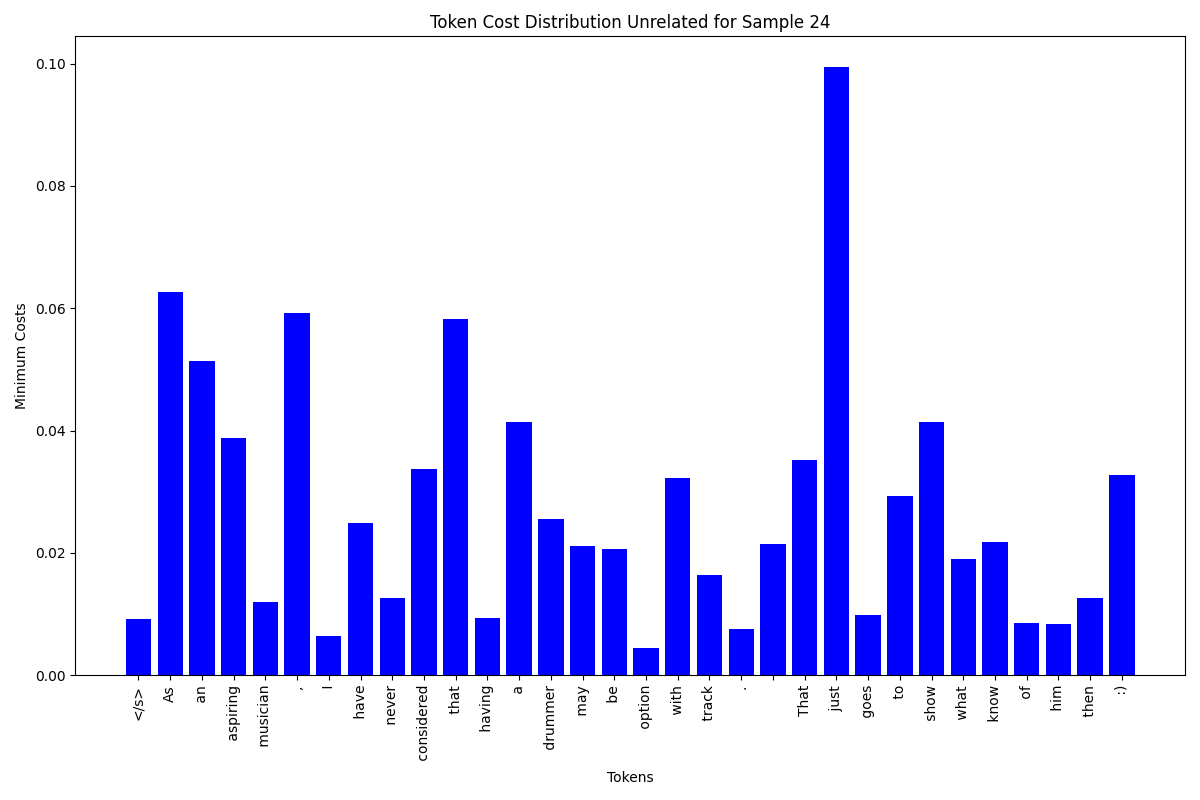 Token Cost Distribution Unrelated for Sample 24
Minimum Costs
0.10
0.08
0.06
0.04
0.02
0.00
</s>
As
an
aspiring
musician
,
I
have
never
considered
that
having
a
drummer
may
be
option
with
track
.
That
just
goes
to
show
what
know
of
him
then
:)
Tokens